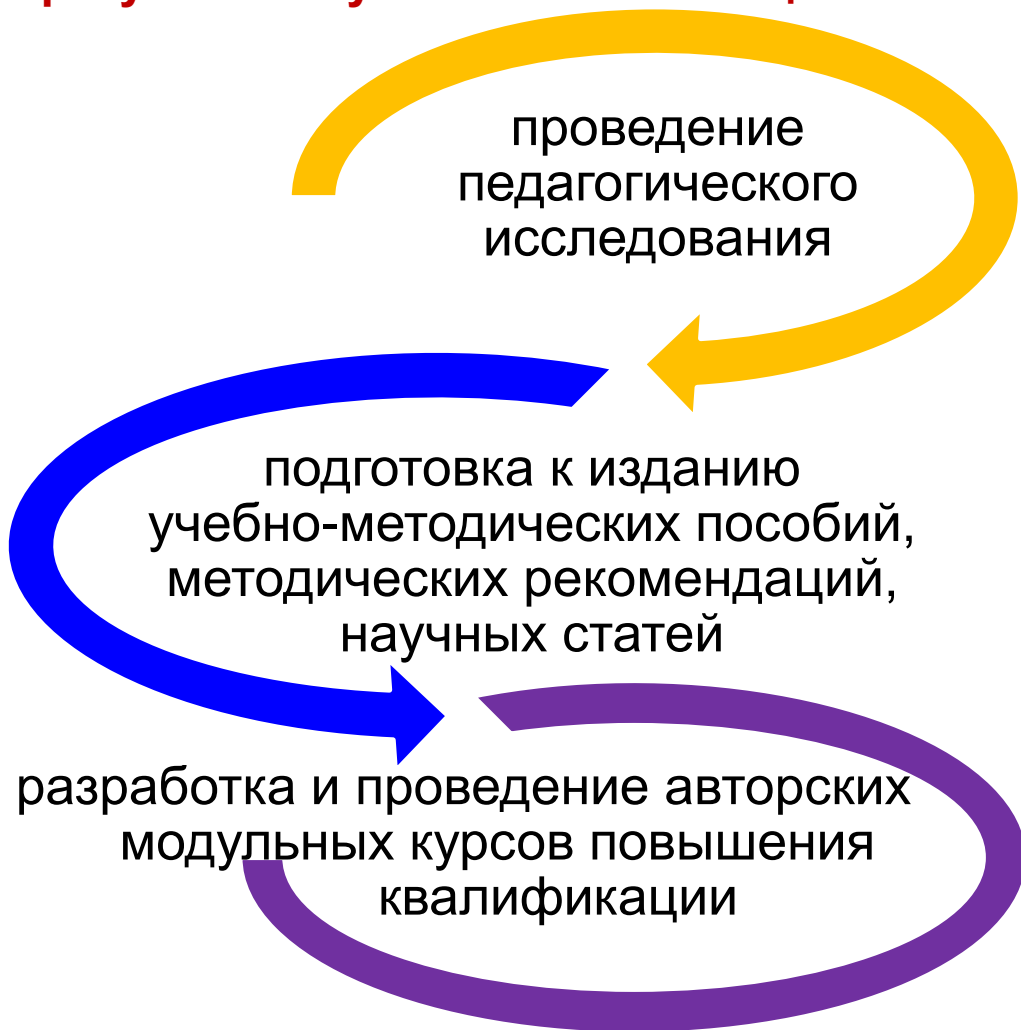 проведение
педагогического
исследования
подготовка к изданию
учебно-методических пособий,
методических рекомендаций,
научных статей
разработка и проведение авторских
модульных курсов повышения
квалификации